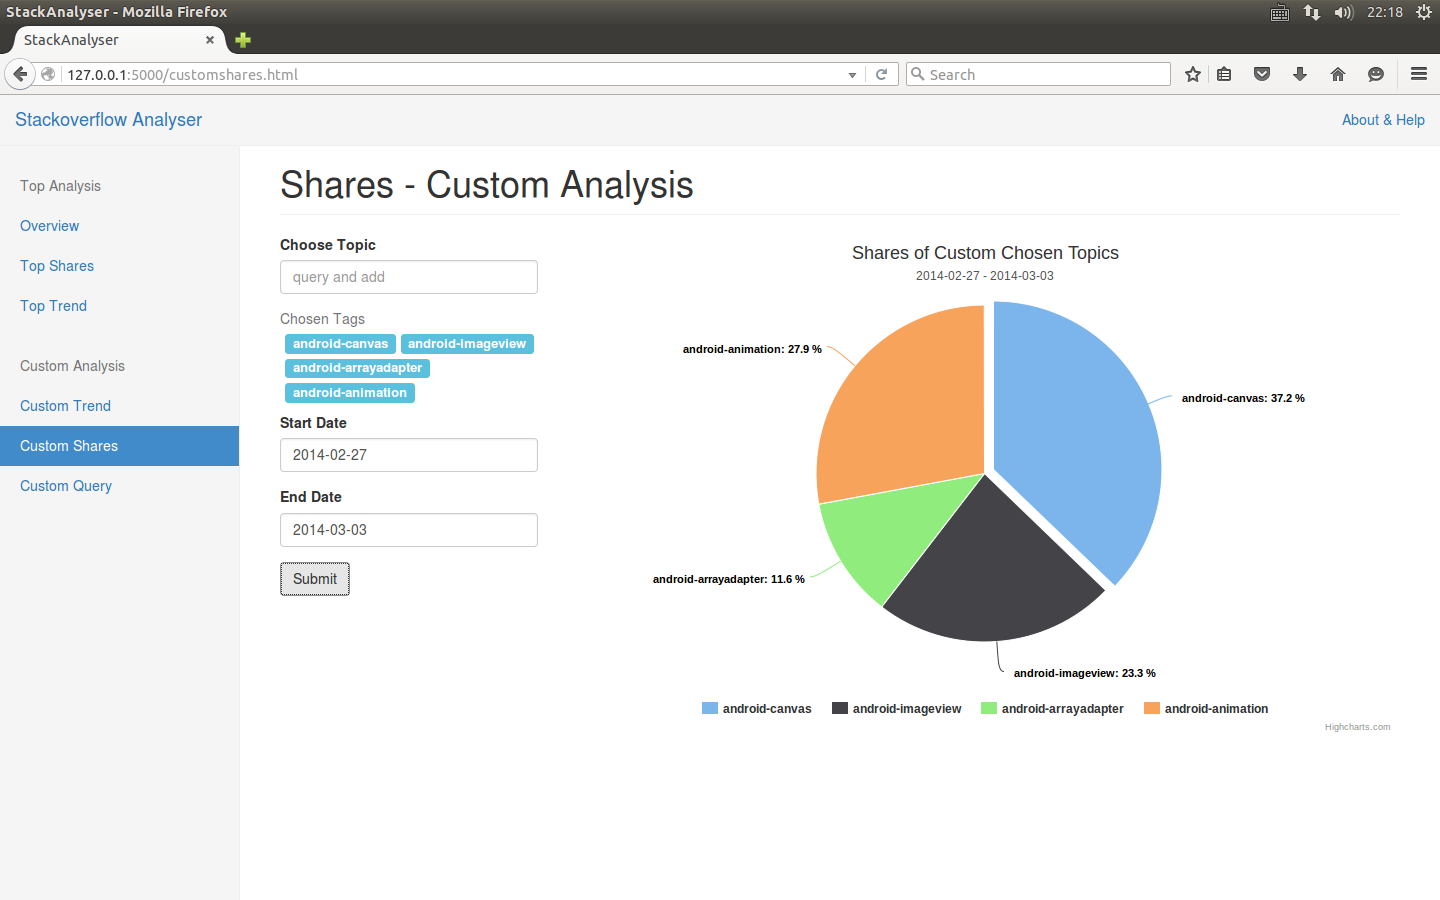 StackAnalyser - Mozilla Firefox
22:18
StackAnalyser
127.0.0.1:5000/customshares.html
Search
Stackoverflow Analyser
About & Help
Top Analysis
Overview
Top Shares
Top Trend
Custom Analysis
Custom Trend
Custom Shares
Custom Query
Shares - Custom Analysis
Choose Topic
query and add
Chosen Tags
android-canvas android-imageview
android-arrayadapter
android-animation
Start Date
2014-02-27
End Date
2014-03-03
Submit
Shares of Custom Chosen Topics
2014-02-27 - 2014-03-03
android-animation: 27.9 %
android-canvas: 37.2 %
android-arrayadapter: 11.6 %
android-imageview: 23.3 %
android-canvas android-imageview android-arrayadapter android-animation
Highcharts.com